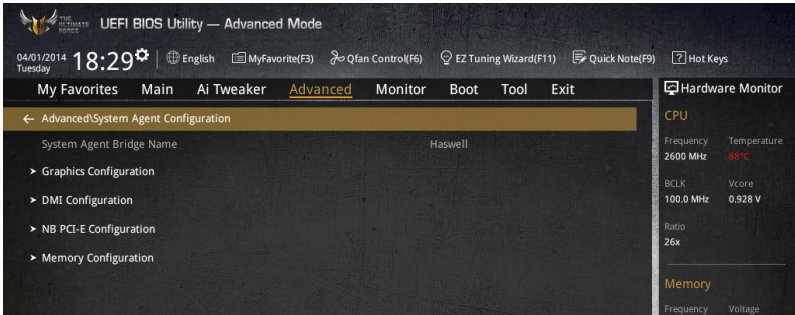 THE ULTIMATE FORCE
UEFI BIOS Utility — Advanced Mode
04/01/2014
Tuesday
18:29
English
MyFavorite(F3)
Qfan Control(F6)
EZ Tuning Wizard(F11)
Quick Note(F9)
? Hot Keys
My Favorites
Main
Ai Tweaker
Advanced
Monitor
Boot
Tool
Exit
Hardware Monitor
← Advanced\System Agent Configuration
System Agent Bridge Name Haswell
> Graphics Configuration
> DMI Configuration
> NB PCI-E Configuration
> Memory Configuration
CPU
Frequency Temperature
2600 MHz 88°C
BCLK Vcore
100.0 MHz 0.928 V
Ratio
26x
Memory
Frequency Voltage